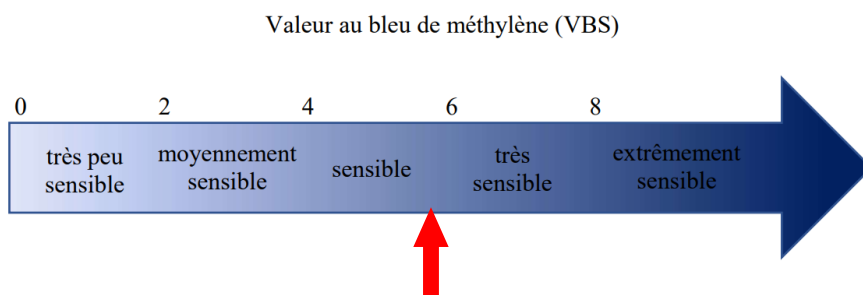 Valeur au bleu de méthylène (VBS)
0 2 4 6 8
très peu
sensible
moyennement
sensible
sensible
très
sensible
extrêmement
sensible